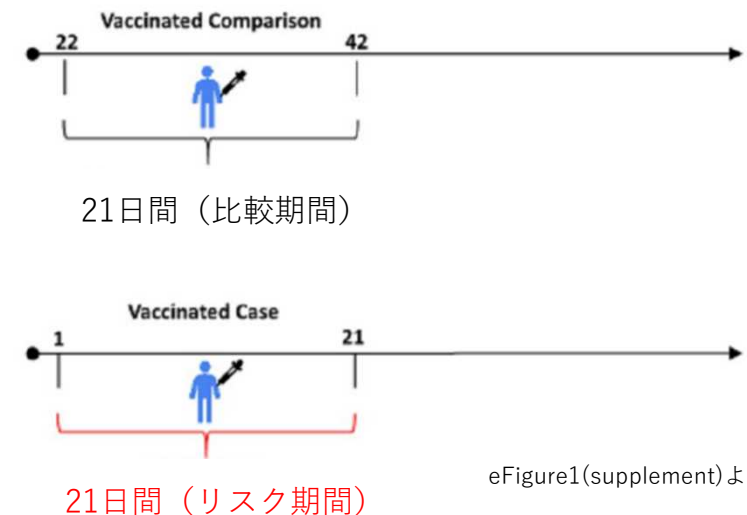 Vaccinated Comparison
22 42
21日間（比較期間）
Vaccinated Case
1 21
eFigure1(supplement)よ
21日間（リスク期間）